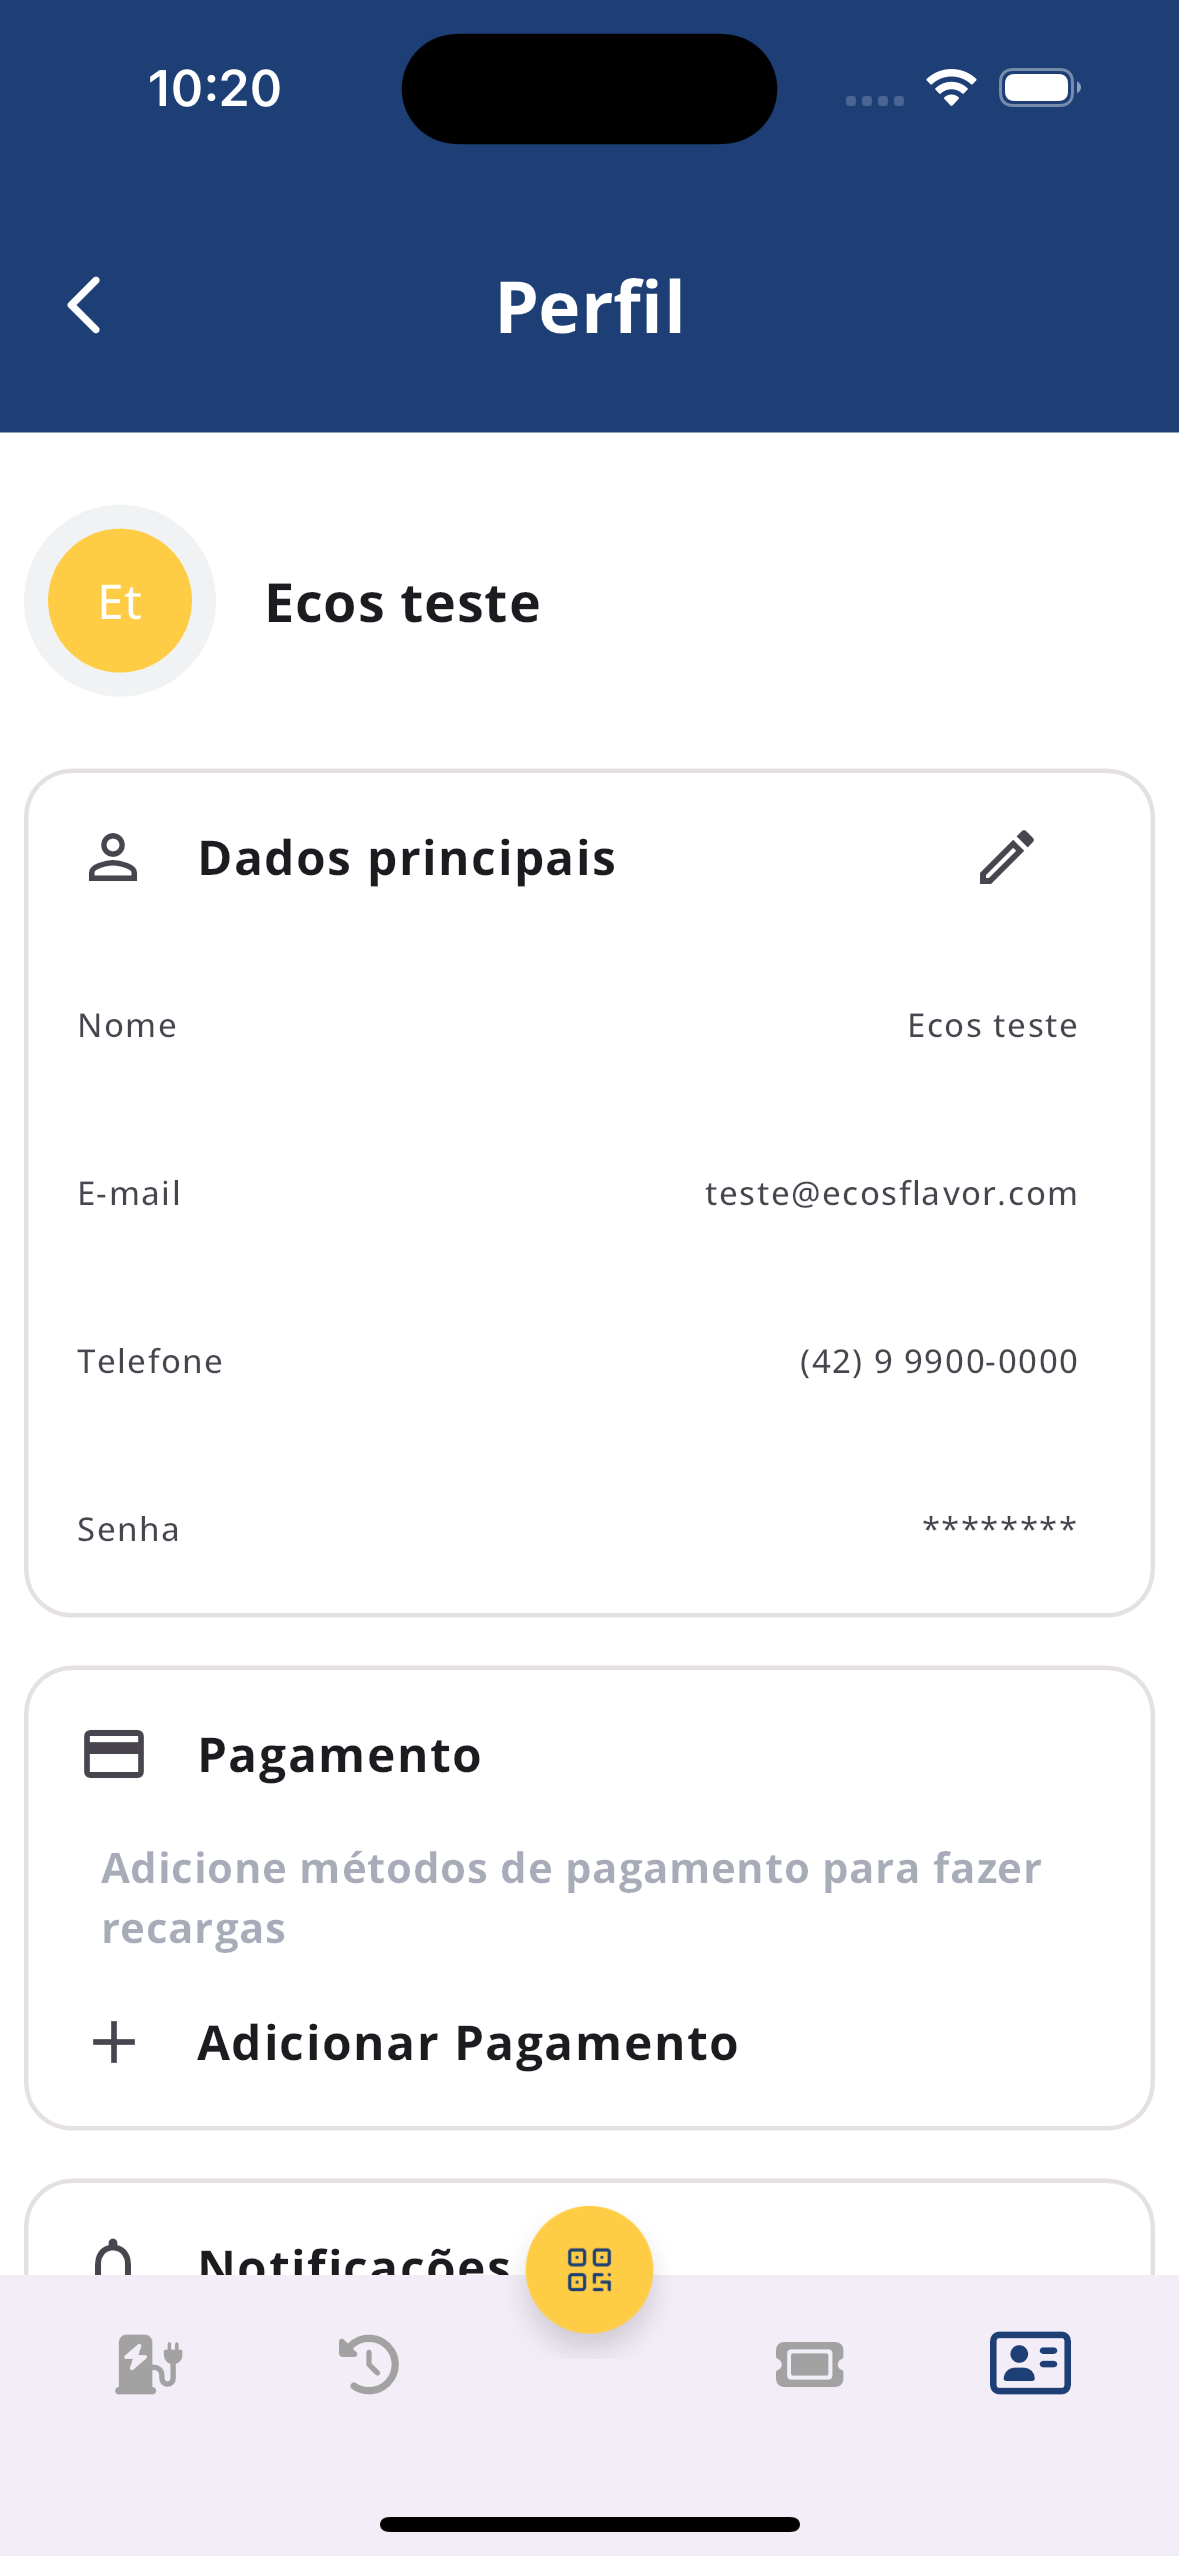 10:20
Perfil
Et
Ecos teste
Dados principais
Nome
Ecos teste
E-mail
teste@ecosflavor.com
Telefone
(42) 9 9900-0000
Senha
********
Pagamento
Adicione métodos de pagamento para fazer
recargas
Adicionar Pagamento
Notificações